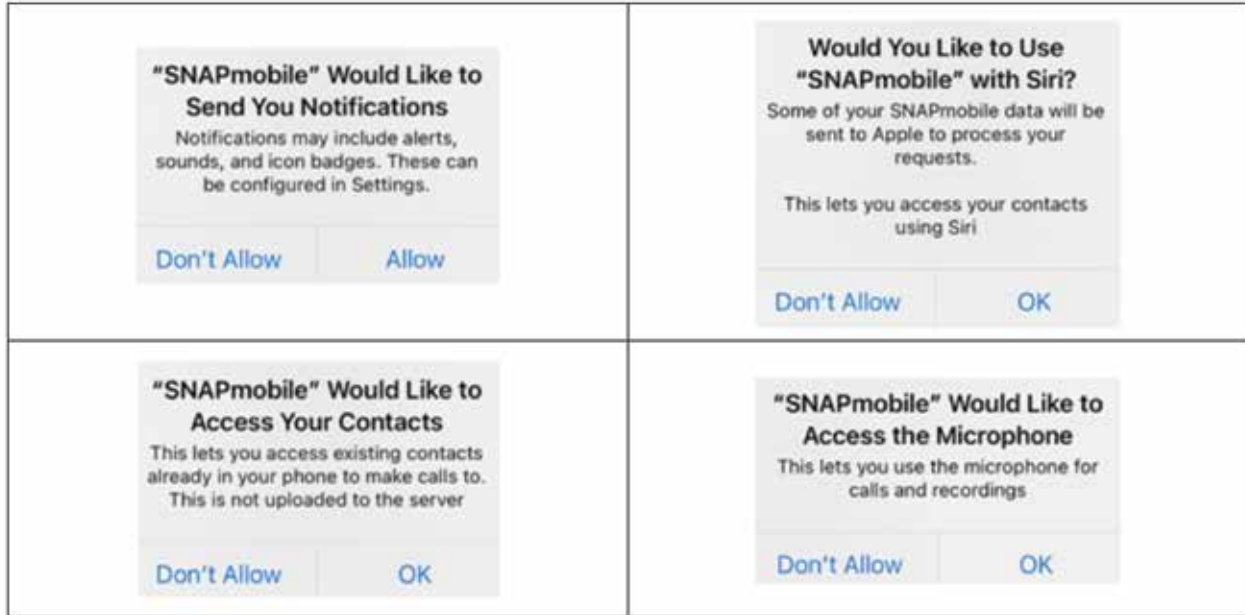 “SNAPmobile” Would Like to
Send You Notifications
Notifications may include alerts,
sounds, and icon badges. These can
be configured in Settings.
Don't Allow
Allow
Would You Like to Use
“SNAPmobile” with Siri?
Some of your SNAPmobile data will be
sent to Apple to process your
requests.
This lets you access your contacts
using Siri
Don't Allow
OK
“SNAPmobile” Would Like to
Access Your Contacts
This lets you access existing contacts
already in your phone to make calls to.
This is not uploaded to the server
Don't Allow
OK
“SNAPmobile” Would Like to
Access the Microphone
This lets you use the microphone for
calls and recordings
Don't Allow
OK